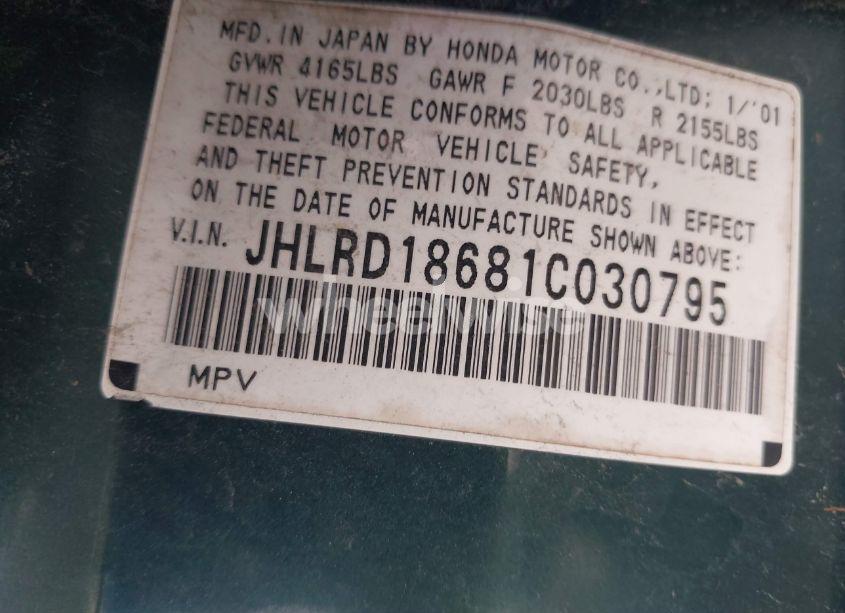 MFD. IN JAPAN BY HONDA MOTOR CO.,LTD; 1/'01
GVWR 4165LBS GAWR F 2030LBS R 2155LBS
THIS VEHICLE CONFORMS TO ALL APPLICABLE
FEDERAL MOTOR VEHICLE SAFETY,
AND THEFT PREVENTION STANDARDS IN EFFECT
ON THE DATE OF MANUFACTURE SHOWN ABOVE:
V.I.N. JHLRD18681C030795
wheelwise
MPV